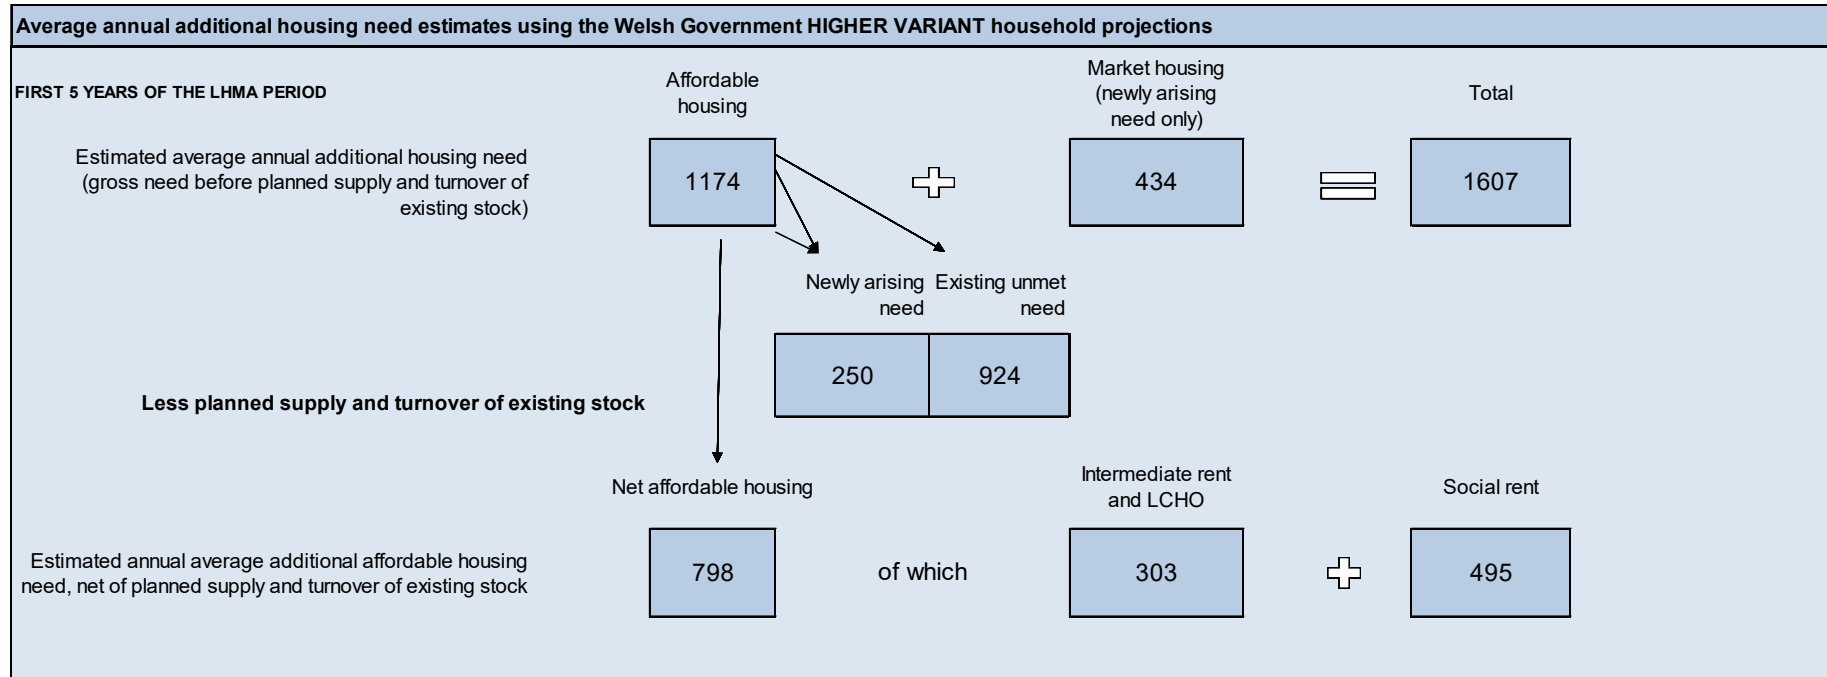 Average annual additional housing need estimates using the Welsh Government HIGHER VARIANT household projections
FIRST 5 YEARS OF THE LHMA PERIOD
Affordable
housing
Market housing
(newly arising
need only)
Total
Estimated average annual additional housing need
(gross need before planned supply and turnover of
existing stock)
1174
434
1607
Newly arising
need
Existing unmet
need
250
924
Less planned supply and turnover of existing stock
Net affordable housing
Intermediate rent
and LCHO
Social rent
Estimated annual average additional affordable housing
need, net of planned supply and turnover of existing stock
798
of which
303
495